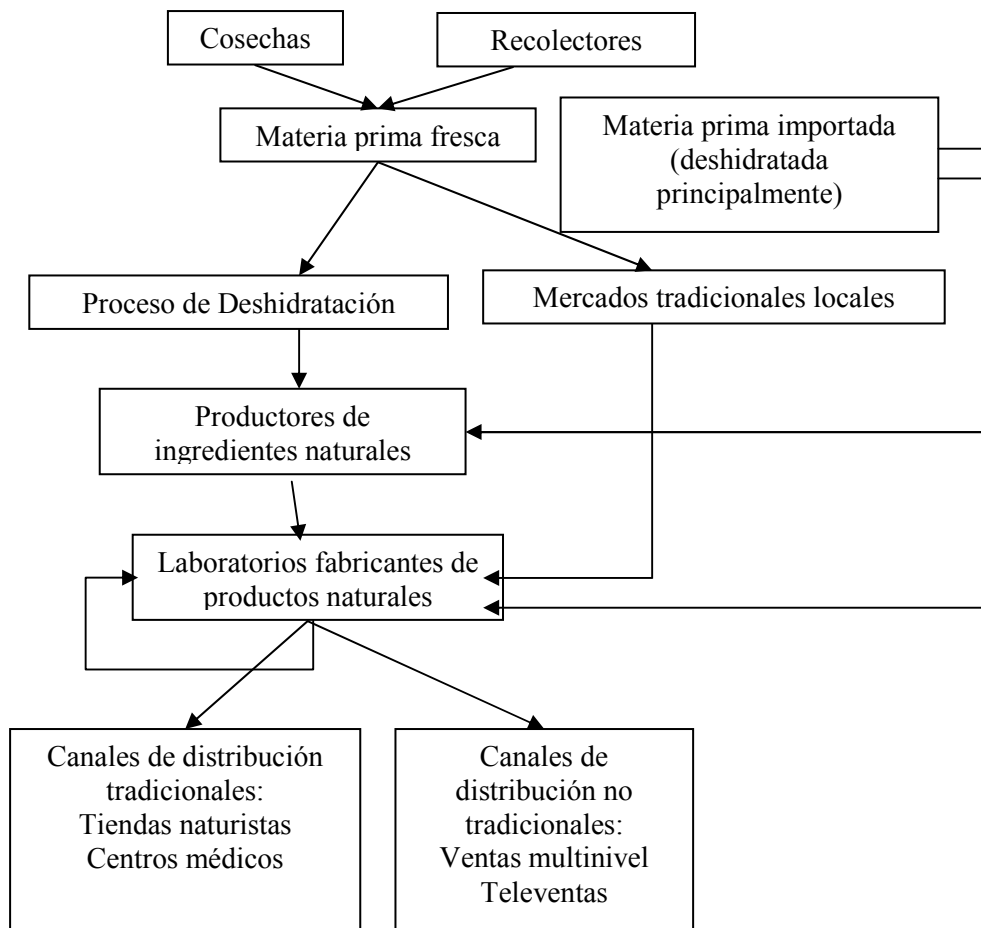 Cosechas
Recolectores
Materia prima fresca
Materia prima importada
(deshidratada
principalmente)
Proceso de Deshidratación
Mercados tradicionales locales
Productores de
ingredientes naturales
Laboratorios fabricantes de
productos naturales
Canales de distribución
tradicionales:
Tiendas naturistas
Centros médicos
Canales de
distribución no
tradicionales:
Ventas multinivel
Televentas